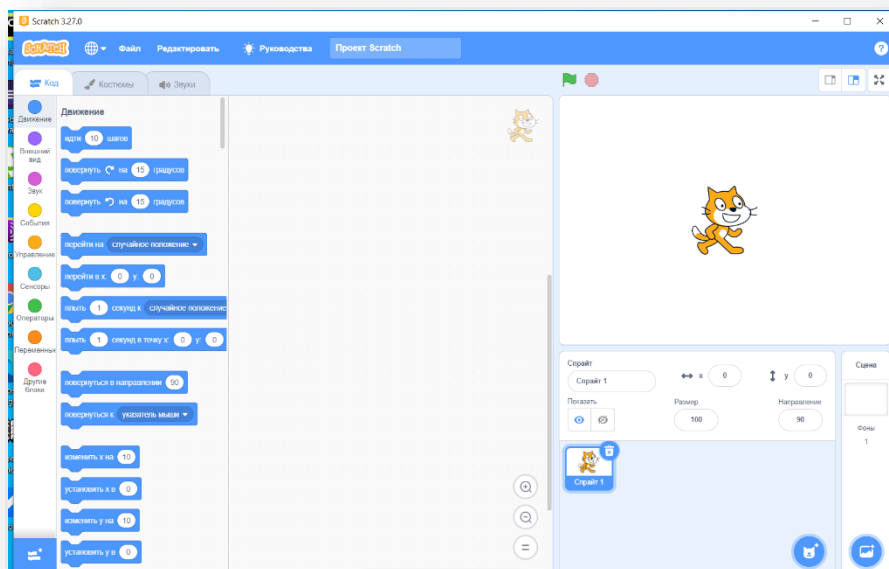 Scratch 3.27.0
SCRATCH
Файл Редактировать Руководства Проект Scratch ?
Код Костюмы Звуки
Движение
Внешний вид
Звук
События
Управление
Сенсоры
Операторы
Переменные
Другие блоки
Движение
идти 10 шагов
повернуть на 15 градусов
повернуть на 15 градусов
перейти на случайное положение
перейти в x: 0 y: 0
плыть 1 секунд к случайное положение
плыть 1 секунд в точку x: 0 y: 0
повернуться в направлении 90
повернуться к указатель мыши
изменить x на 10
установить x в 0
изменить y на 10
установить y в 0
Спрайт
Спрайт 1 x 0 y 0
Показать Размер Направление
100 90
Спрайт 1
Сцена
Фоны
1